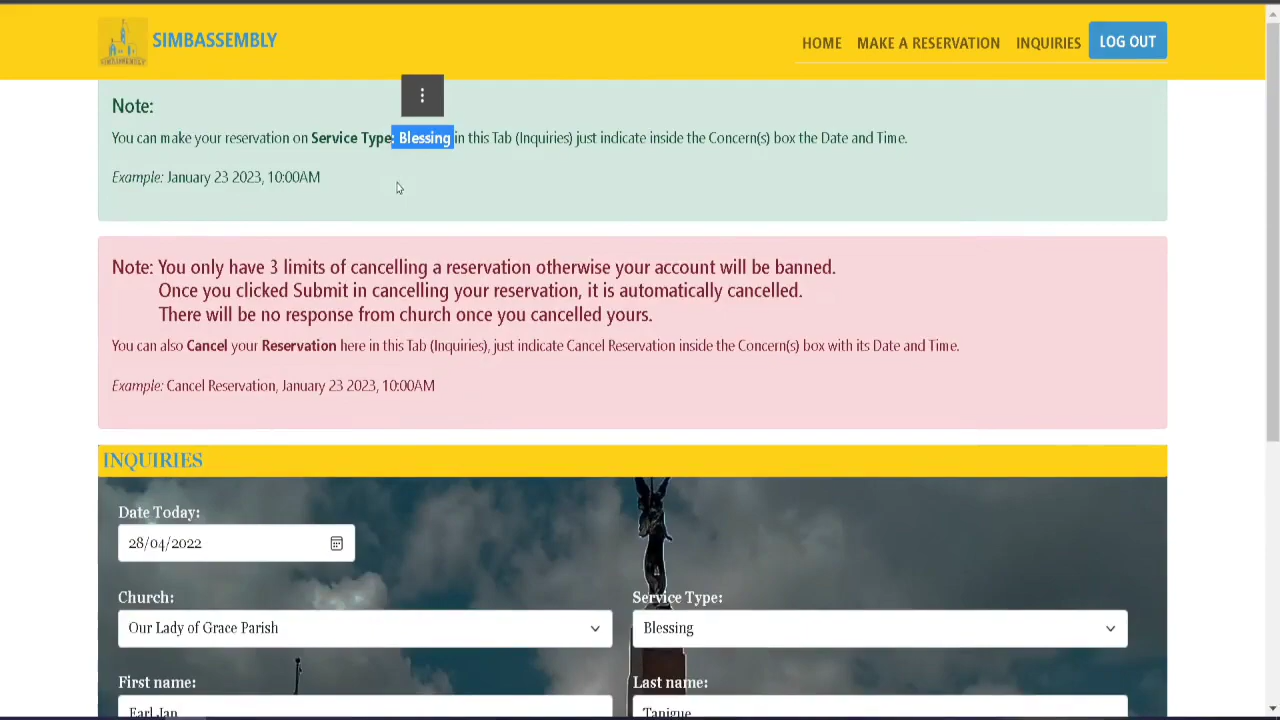 SIMBASSEMBLY
HOME MAKE A RESERVATION INQUIRIES LOG OUT
Note:
You can make your reservation on Service Type: Blessing in this Tab (Inquiries) just indicate inside the Concern(s) box the Date and Time.
Example: January 23 2023, 10:00AM
Note: You only have 3 limits of cancelling a reservation otherwise your account will be banned.
Once you clicked Submit in cancelling your reservation, it is automatically cancelled.
There will be no response from church once you cancelled yours.
You can also Cancel your Reservation here in this Tab (Inquiries), just indicate Cancel Reservation inside the Concern(s) box with its Date and Time.
Example: Cancel Reservation, January 23 2023, 10:00AM
INQUIRIES
Date Today:
28/04/2022
Church: Service Type:
Our Lady of Grace Parish Blessing
First name: Last name:
Earl Jan Tanigue